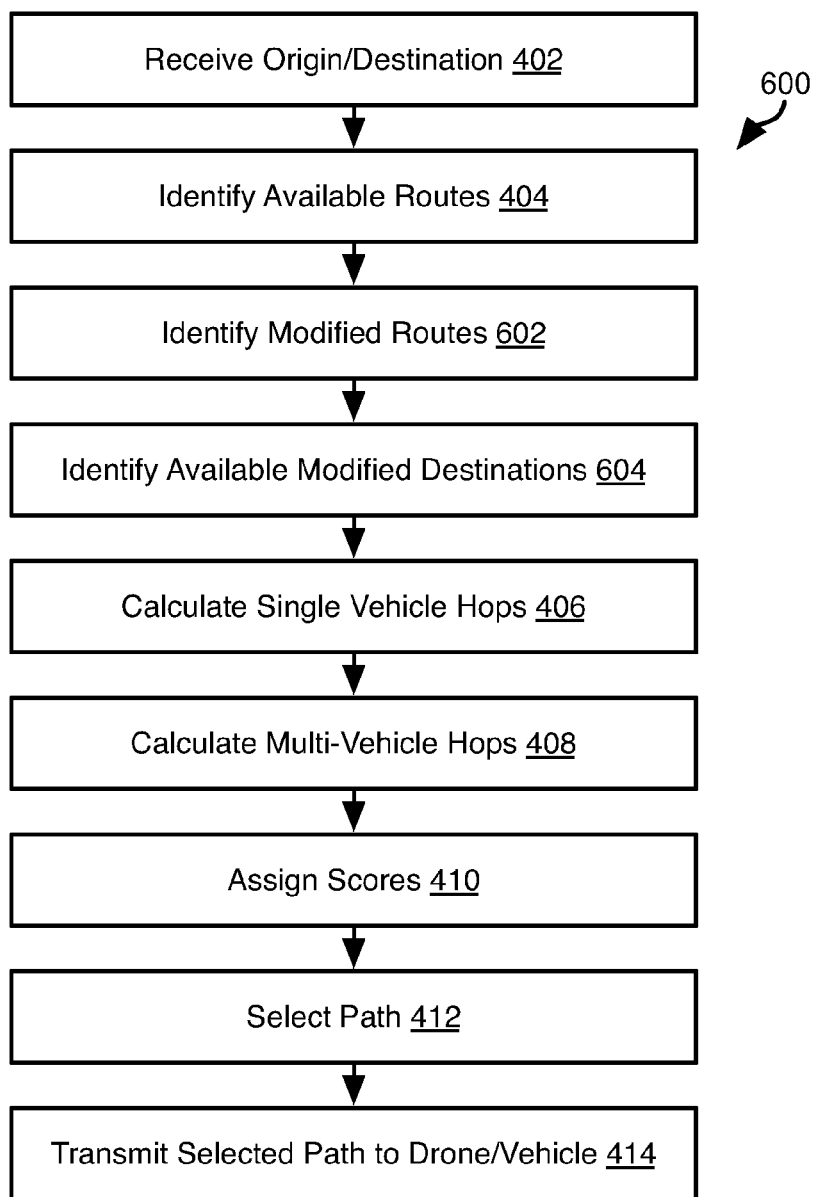 Receive Origin/Destination 402
600
Identify Available Routes 404
Identify Modified Routes 602
Identify Available Modified Destinations 604
Calculate Single Vehicle Hops 406
Calculate Multi-Vehicle Hops 408
Assign Scores 410
Select Path 412
Transmit Selected Path to Drone/Vehicle 414